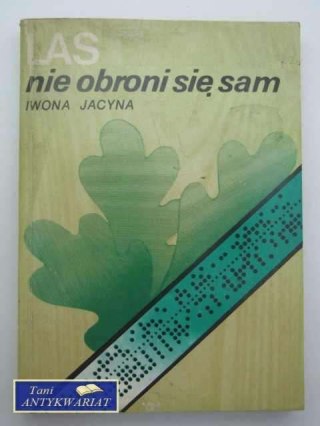 LAS
nie obroni się sam
IWONA JACYNA
Tani
ANTYKWARIAT